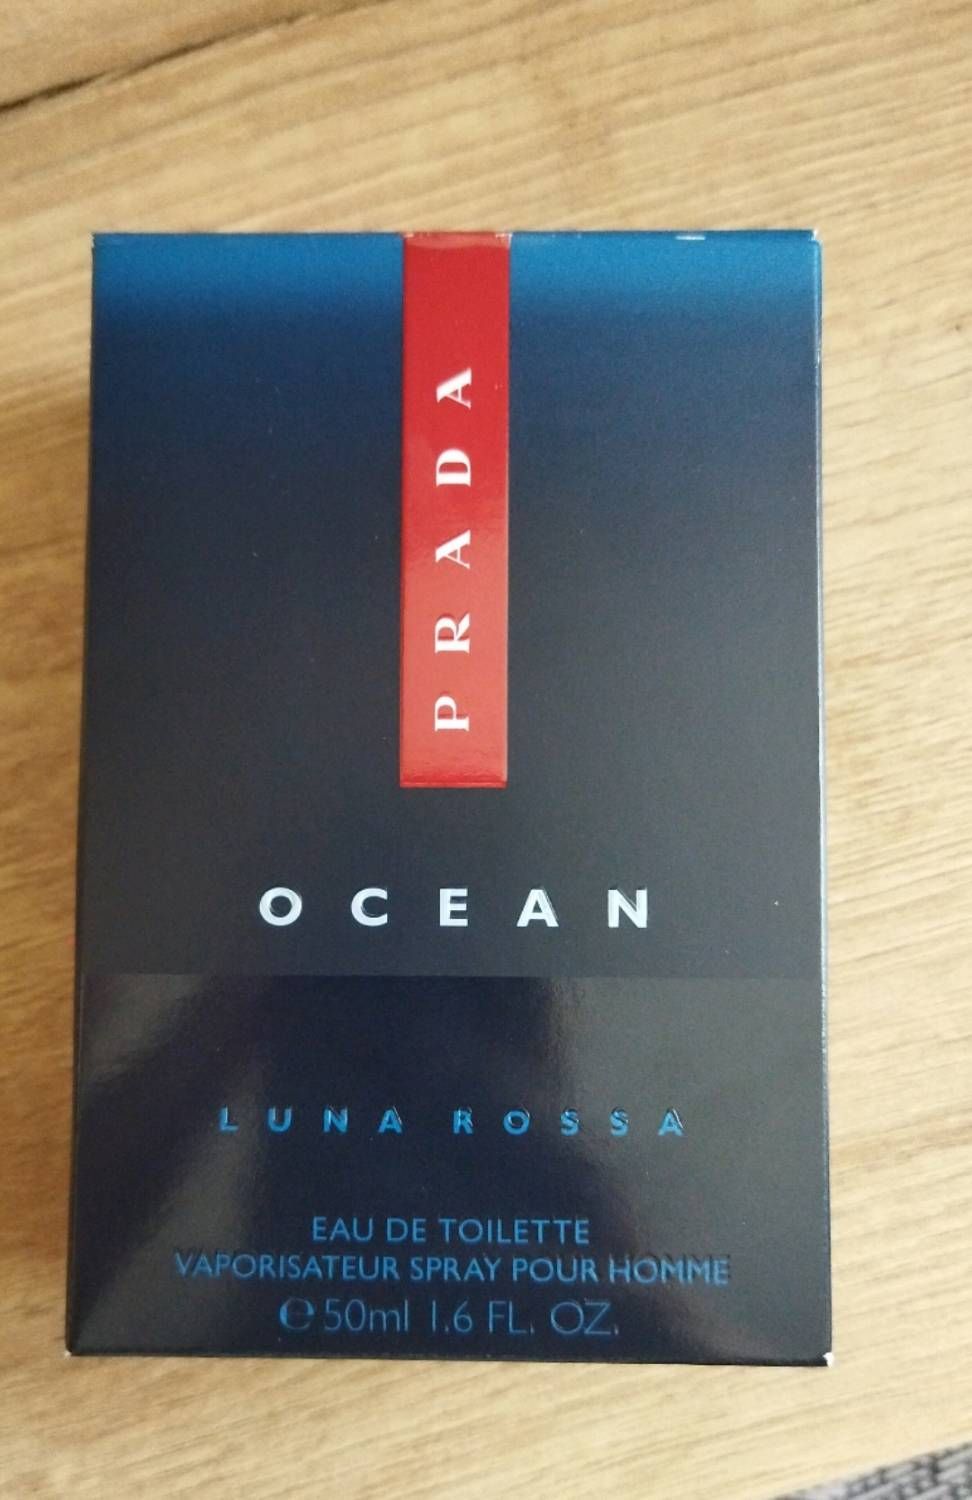 PRADA
OCEAN
LUNA ROSSA
EAU DE TOILETTE
VAPORISATEUR SPRAY POUR HOMME
℮50ml 1.6 FL. OZ.